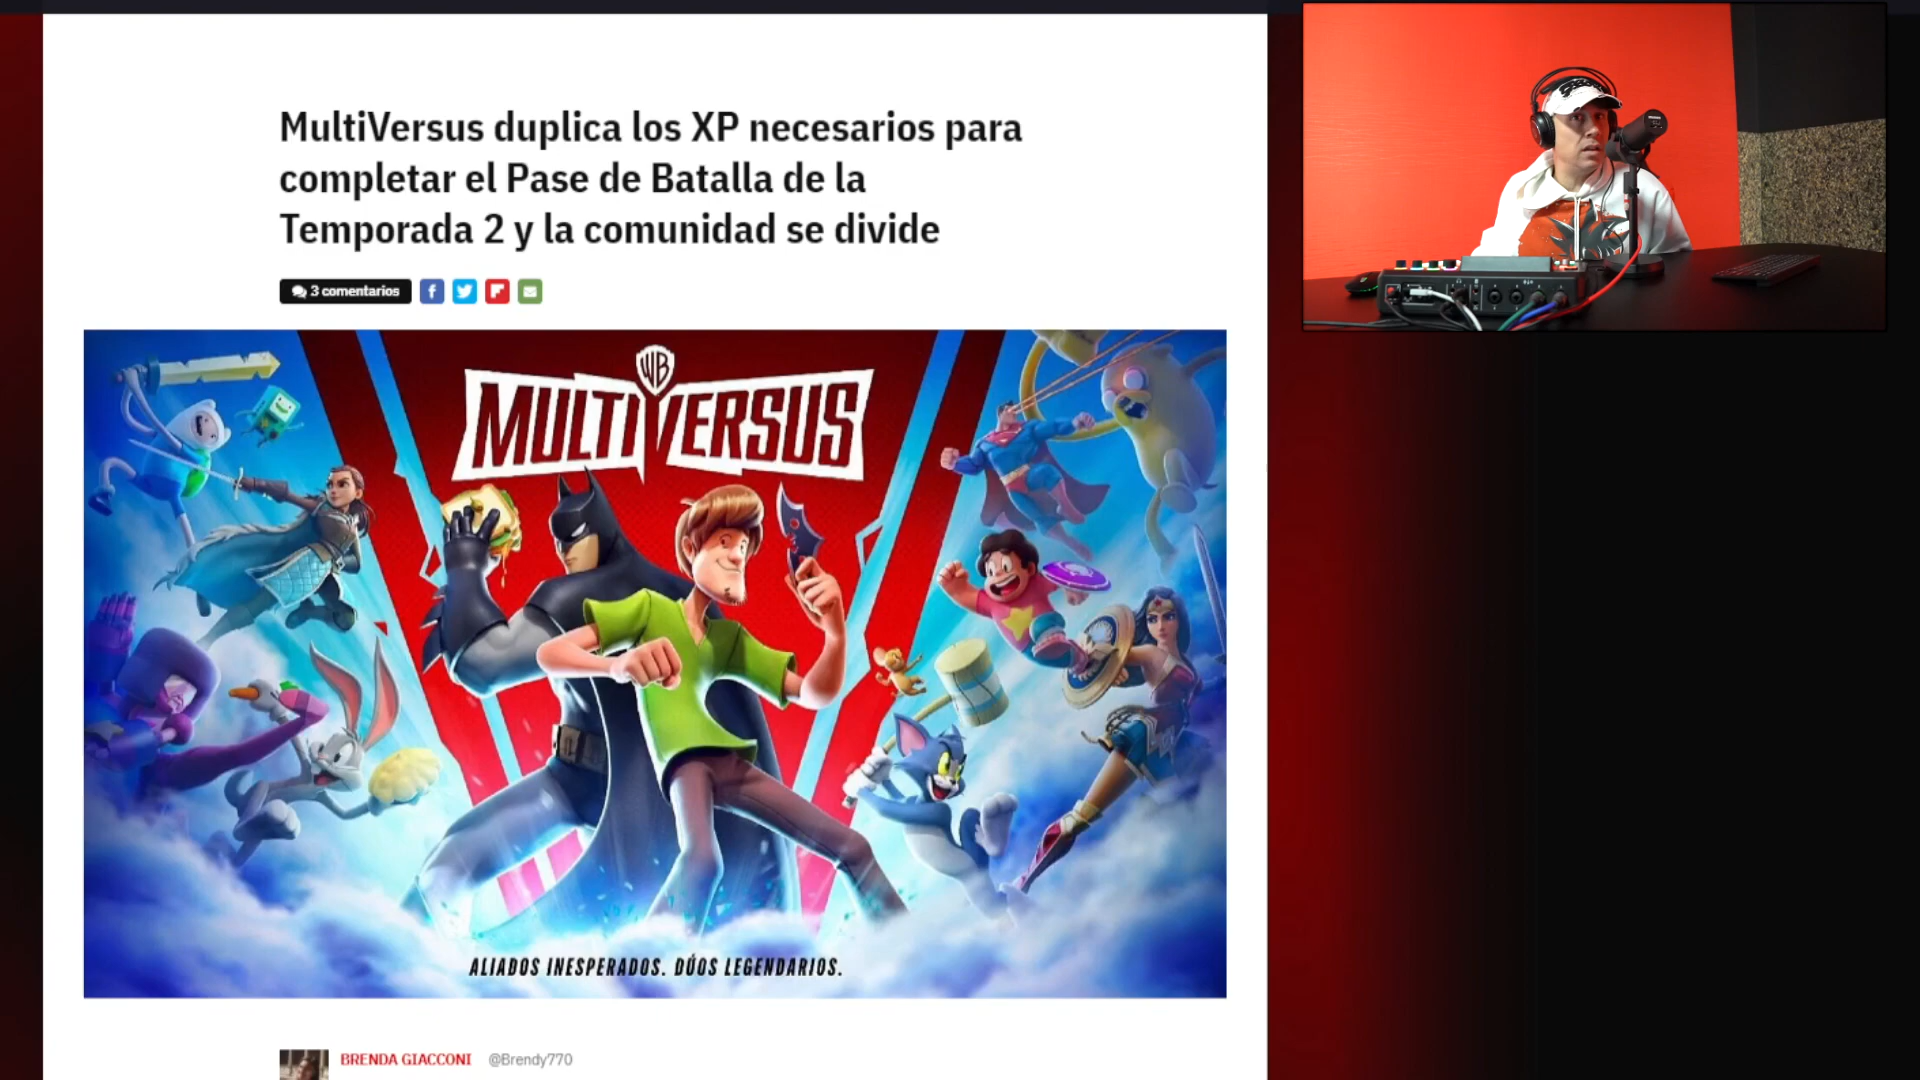 MultiVersus duplica los XP necesarios para
completar el Pase de Batalla de la
Temporada 2 y la comunidad se divide
3 comentarios
WB
MULTIVERSUS
ALIADOS INESPERADOS. DÚOS LEGENDARIOS.
BRENDA GIACCONI @Brendy770